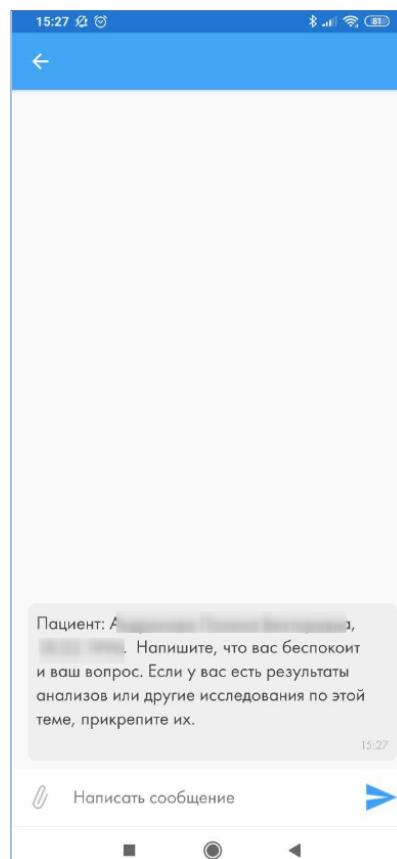 15:27
81
Пациент:
Напишите, что вас беспокоит
и ваш вопрос. Если у вас есть результаты
анализов или другие исследования по этой
теме, прикрепите их.
15:27
Написать сообщение